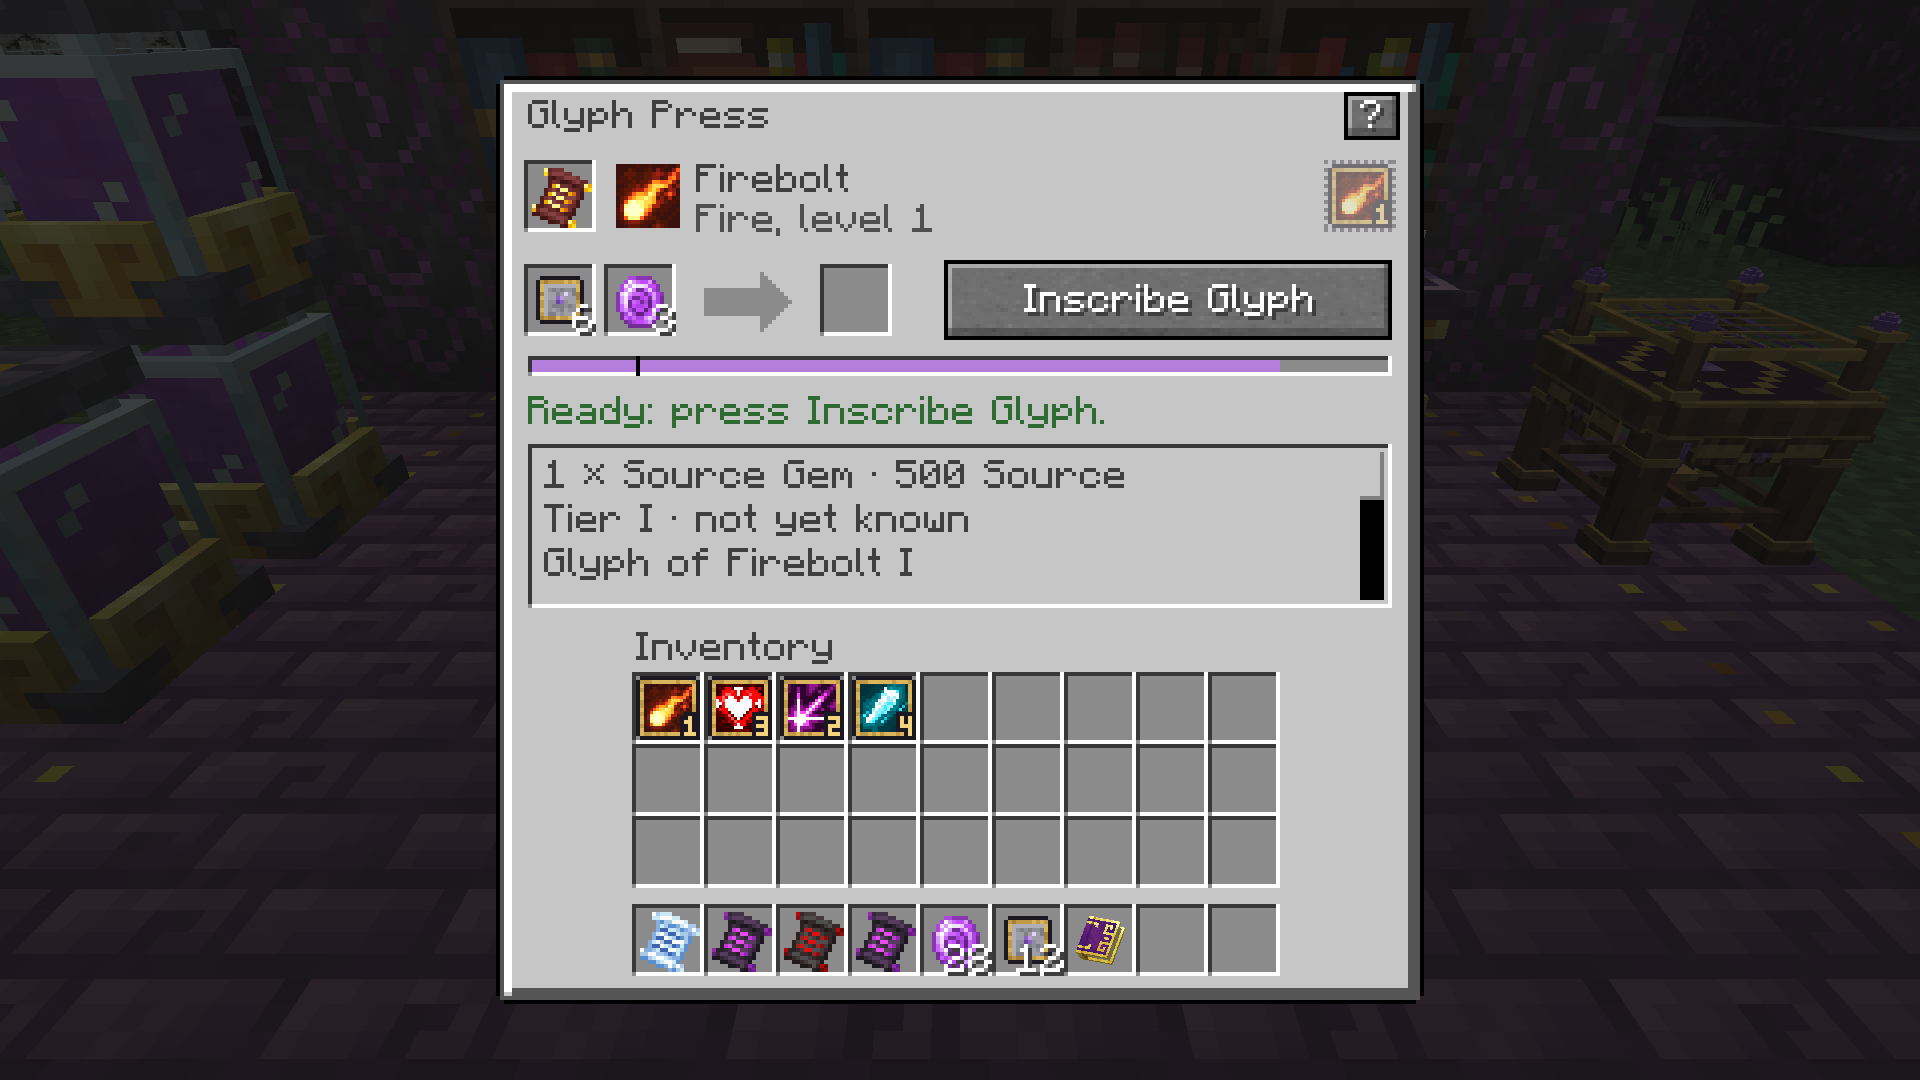 Glyph Press
?
Firebolt
Fire, level 1
1
6 8
Inscribe Glyph
Ready: press Inscribe Glyph.
1 × Source Gem · 500 Source
Tier I · not yet known
Glyph of Firebolt I
Inventory
1 3 2 4
12